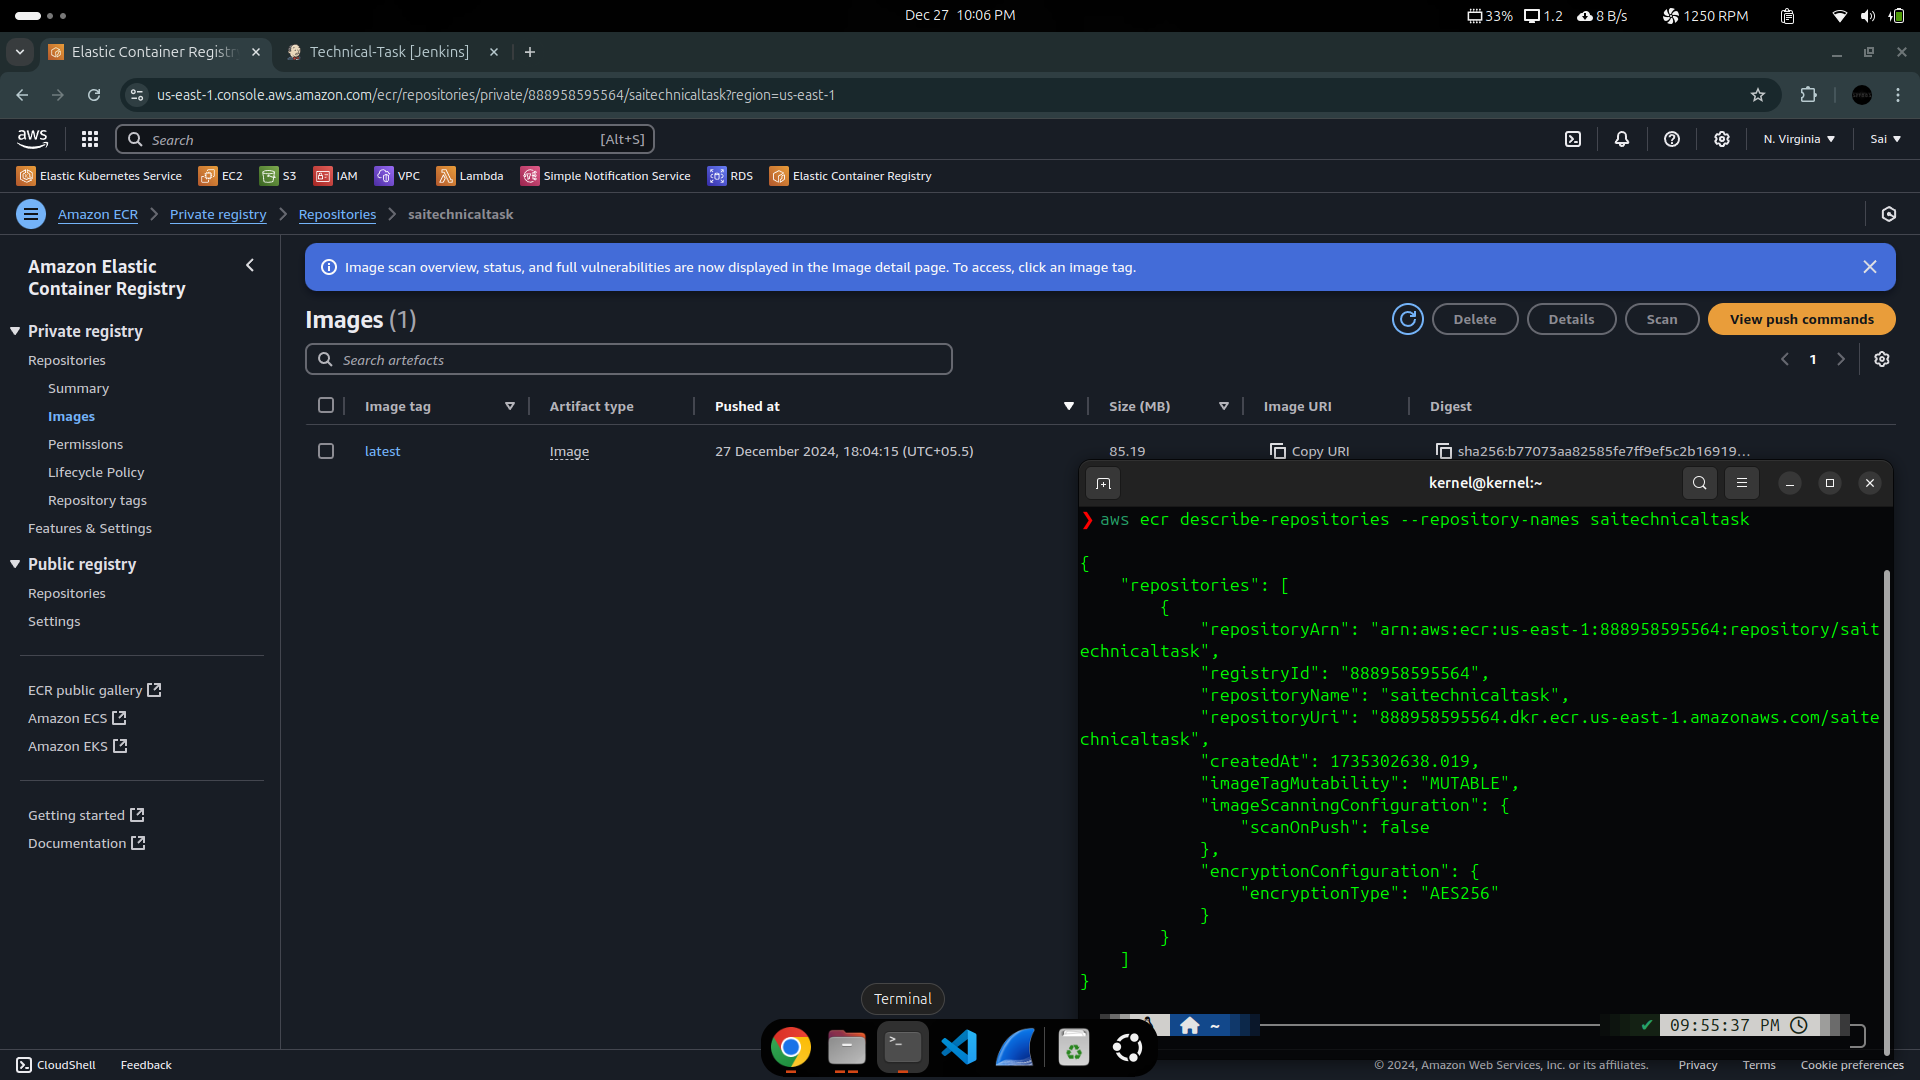 Dec 27 10:06 PM
33% 1.2 8 B/s 1250 RPM
Elastic Container Registr
Technical-Task [Jenkins]
us-east-1.console.aws.amazon.com/ecr/repositories/private/888958595564/saitechnicaltask?region=us-east-1
aws Search [Alt+S] N. Virginia Sai
Elastic Kubernetes Service EC2 S3 IAM VPC Lambda Simple Notification Service RDS Elastic Container Registry
Amazon ECR Private registry Repositories saitechnicaltask
Amazon Elastic
Container Registry
Private registry
Repositories
Summary
Images
Permissions
Lifecycle Policy
Repository tags
Features & Settings
Public registry
Repositories
Settings
ECR public gallery
Amazon ECS
Amazon EKS
Getting started
Documentation
Image scan overview, status, and full vulnerabilities are now displayed in the Image detail page. To access, click an image tag.
Images (1) Delete Details Scan View push commands
Search artefacts 1
Image tag Artifact type Pushed at Size (MB) Image URI Digest
latest Image 27 December 2024, 18:04:15 (UTC+05.5) 85.19 Copy URI sha256:b77073aa82585fe7ff9ef5c2b16919...
kernel@kernel:~
❯ aws ecr describe-repositories --repository-names saitechnicaltask
{
"repositories": [
{
"repositoryArn": "arn:aws:ecr:us-east-1:888958595564:repository/sait
echnicaltask",
"registryId": "888958595564",
"repositoryName": "saitechnicaltask",
"repositoryUri": "888958595564.dkr.ecr.us-east-1.amazonaws.com/saite
chnicaltask",
"createdAt": 1735302638.019,
"imageTagMutability": "MUTABLE",
"imageScanningConfiguration": {
"scanOnPush": false
},
"encryptionConfiguration": {
"encryptionType": "AES256"
}
}
]
}
~ ✔ 09:55:37 PM
Terminal
CloudShell Feedback © 2024, Amazon Web Services, Inc. or its affiliates. Privacy Terms Cookie preferences